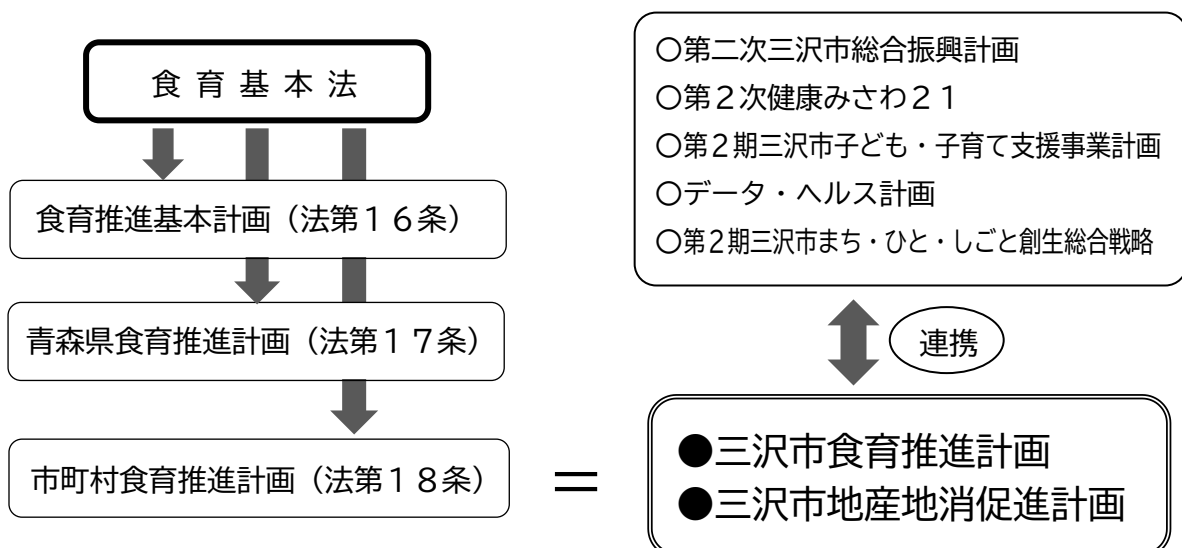 食育基本法
食育推進基本計画（法第１６条）
青森県食育推進計画（法第１７条）
市町村食育推進計画（法第１８条）
＝
○第二次三沢市総合振興計画
○第２次健康みさわ２１
○第２期三沢市子ども・子育て支援事業計画
○データ・ヘルス計画
○第２期三沢市まち・ひと・しごと創生総合戦略
連携
●三沢市食育推進計画
●三沢市地産地消促進計画